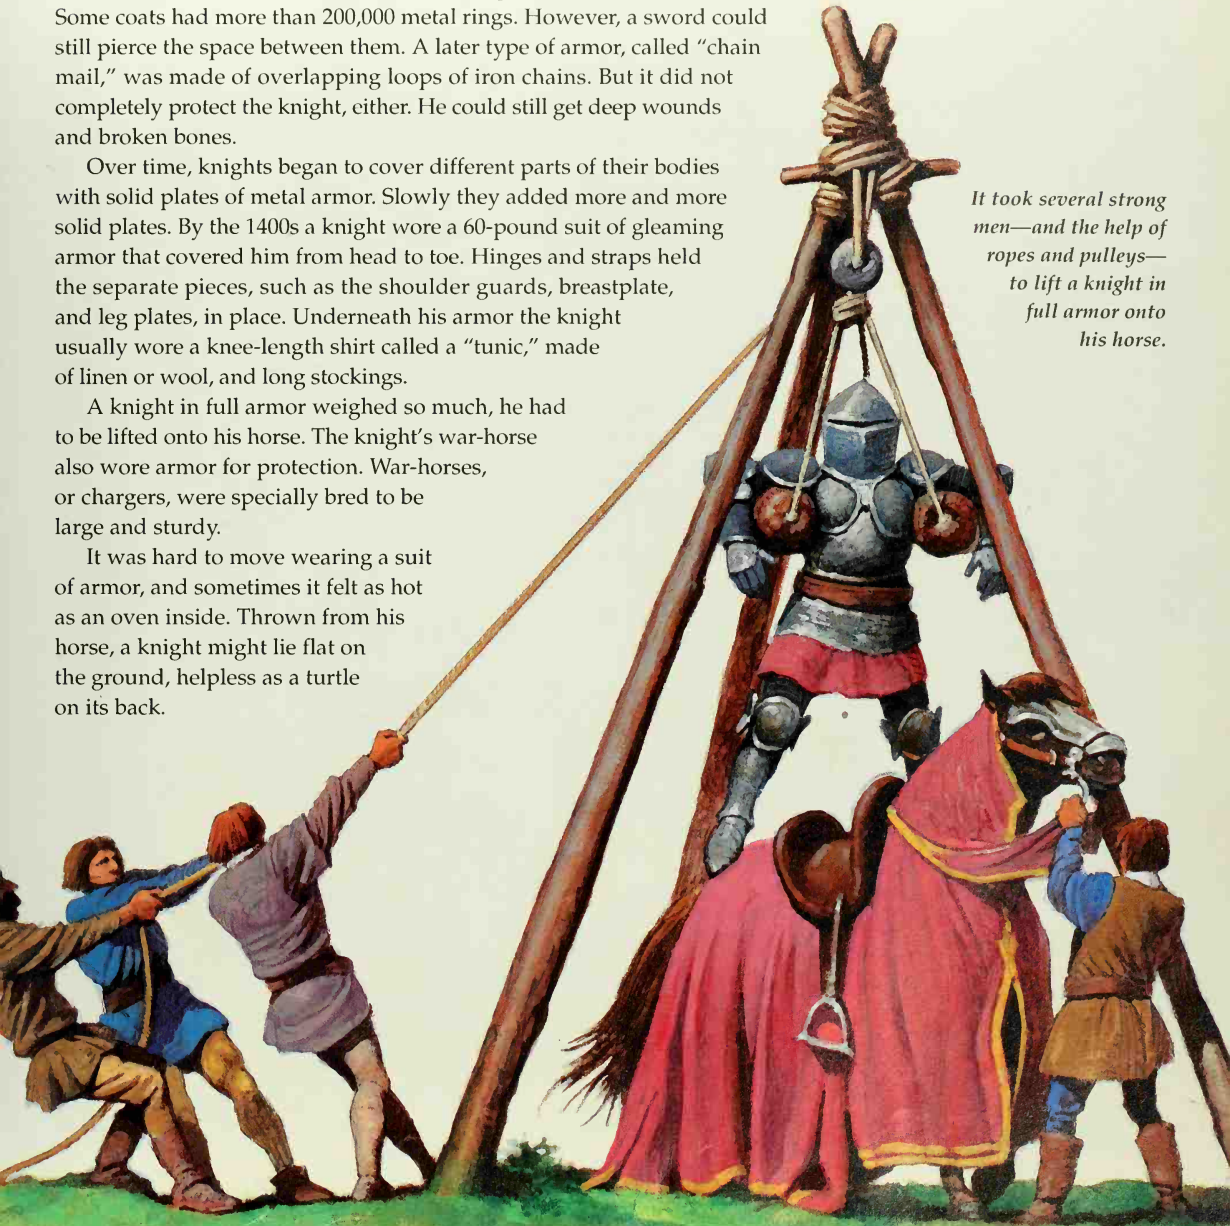 Some coats had more than 200,000 metal rings. However, a sword could
still pierce the space between them. A later type of armor, called “chain
mail,” was made of overlapping loops of iron chains. But it did not
completely protect the knight, either. He could still get deep wounds
and broken bones.
Over time, knights began to cover different parts of their bodies
with solid plates of metal armor. Slowly they added more and more
solid plates. By the 1400s a knight wore a 60-pound suit of gleaming
armor that covered him from head to toe. Hinges and straps held
the separate pieces, such as the shoulder guards, breastplate,
and leg plates, in place. Underneath his armor the knight
usually wore a knee-length shirt called a “tunic,” made
of linen or wool, and long stockings.
A knight in full armor weighed so much, he had
to be lifted onto his horse. The knight’s war-horse
also wore armor for protection. War-horses,
or chargers, were specially bred to be
large and sturdy.
It was hard to move wearing a suit
of armor, and sometimes it felt as hot
as an oven inside. Thrown from his
horse, a knight might lie flat on
the ground, helpless as a turtle
on its back.
It took several strong
men—and the help of
ropes and pulleys—
to lift a knight in
full armor onto
his horse.